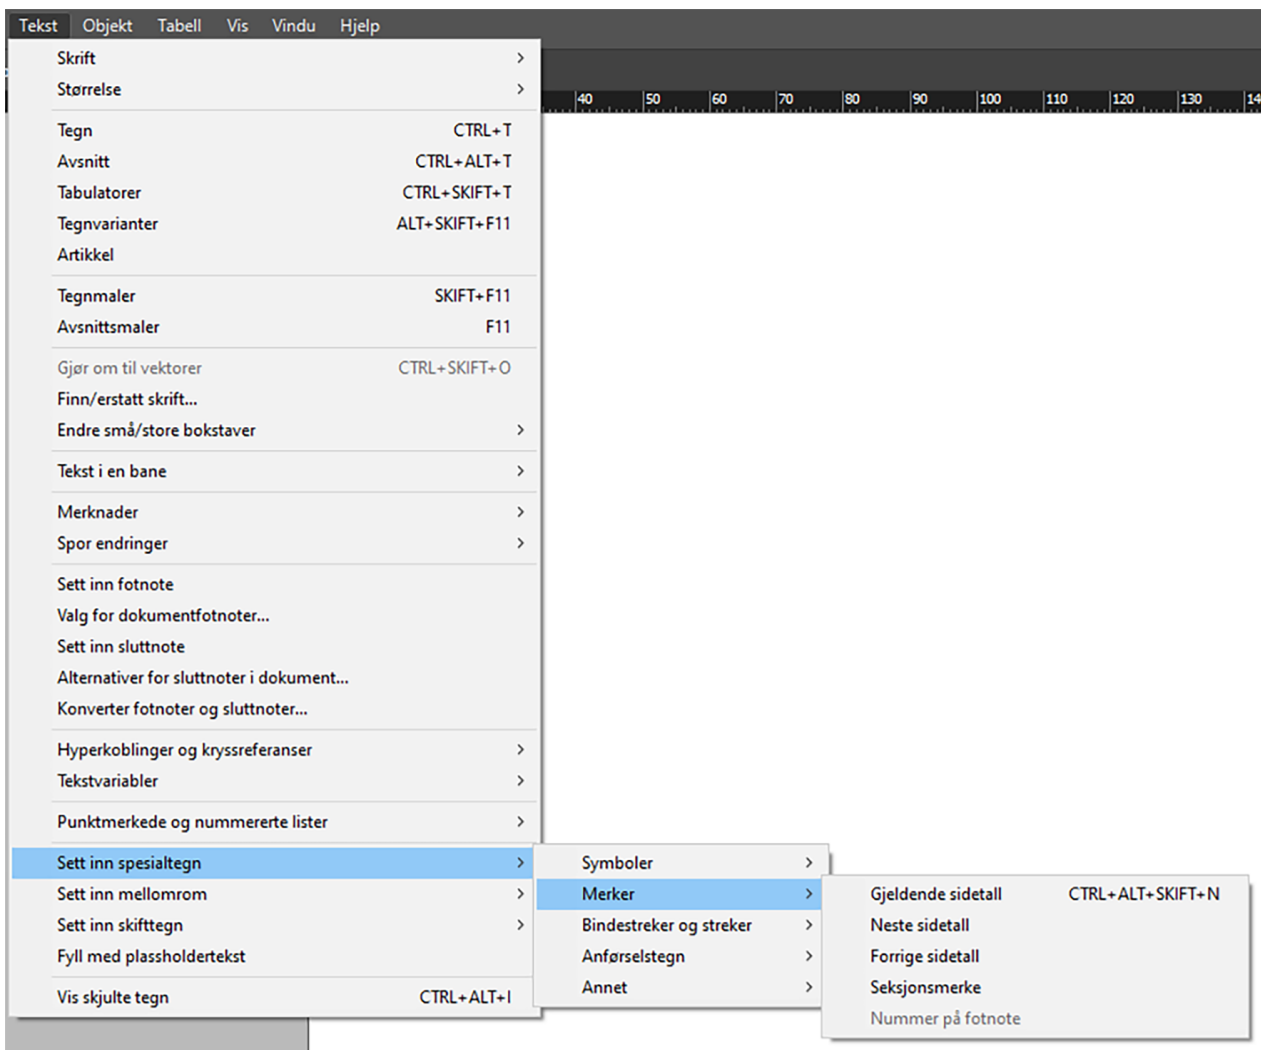 Tekst Objekt Tabell Vis Vindu Hjelp
40 50 60 70 80 90 100 110 120 130 14
Skrift
Størrelse
Tegn CTRL+T
Avsnitt CTRL+ALT+T
Tabulatorer CTRL+SKIFT+T
Tegnvarianter ALT+SKIFT+F11
Artikkel
Tegnmaler SKIFT+F11
Avsnittsmaler F11
Gjør om til vektorer CTRL+SKIFT+O
Finn/erstatt skrift...
Endre små/store bokstaver
Tekst i en bane
Merknader
Spor endringer
Sett inn fotnote
Valg for dokumentfotnoter...
Sett inn sluttnote
Alternativer for sluttnoter i dokument...
Konverter fotnoter og sluttnoter...
Hyperkoblinger og kryssreferanser
Tekstvariabler
Punktmerkede og nummererte lister
Sett inn spesialtegn
Sett inn mellomrom
Sett inn skifttegn
Fyll med plassholdertekst
Vis skjulte tegn CTRL+ALT+I
Symboler
Merker
Bindestreker og streker
Anførselstegn
Annet
Gjeldende sidetall CTRL+ALT+SKIFT+N
Neste sidetall
Forrige sidetall
Seksjonsmerke
Nummer på fotnote